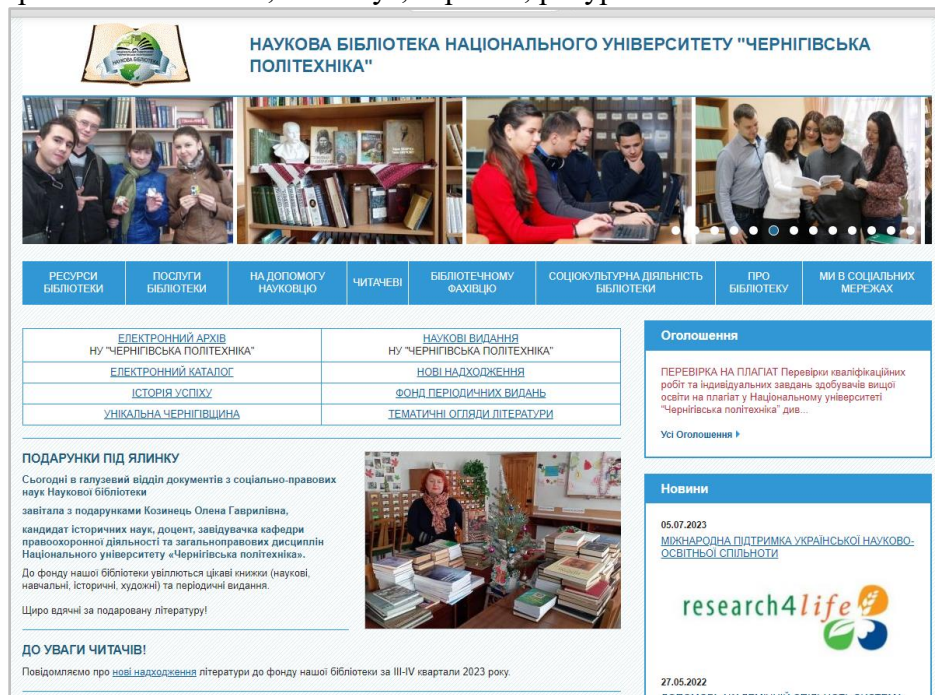 НАУКОВА БІБЛІОТЕКА НАЦІОНАЛЬНОГО УНІВЕРСИТЕТУ "ЧЕРНІГІВСЬКА
ПОЛІТЕХНІКА"
РЕСУРСИ
БІБЛІОТЕКИ
ПОСЛУГИ
БІБЛІОТЕКИ
НА ДОПОМОГУ
НАУКОВЦЮ
ЧИТАЧЕВІ
БІБЛІОТЕЧНОМУ
ФАХІВЦЮ
СОЦІОКУЛЬТУРНА ДІЯЛЬНІСТЬ
БІБЛІОТЕКИ
ПРО
БІБЛІОТЕКУ
МИ В СОЦІАЛЬНИХ
МЕРЕЖАХ
ЕЛЕКТРОННИЙ АРХІВ
НУ "ЧЕРНІГІВСЬКА ПОЛІТЕХНІКА"
НАУКОВІ ВИДАННЯ
НУ "ЧЕРНІГІВСЬКА ПОЛІТЕХНІКА"
ЕЛЕКТРОННИЙ КАТАЛОГ
НОВІ НАДХОДЖЕННЯ
ІСТОРІЯ УСПІХУ
ФОНД ПЕРІОДИЧНИХ ВИДАНЬ
УНІКАЛЬНА ЧЕРНІГІВЩИНА
ТЕМАТИЧНІ ОГЛЯДИ ЛІТЕРАТУРИ
ПОДАРУНКИ ПІД ЯЛИНКУ
Сьогодні в галузевий відділ документів з соціально-правових
наук Наукової бібліотеки
завітала з подарунками Козинець Олена Гаврилівна,
кандидат історичних наук, доцент, завідувачка кафедри
правоохоронної діяльності та загальноправових дисциплін
Національного університету «Чернігівська політехніка».
До фонду нашої бібліотеки увіллються цікаві книжки (наукові,
навчальні, історичні, художні) та періодичні видання.
Щиро вдячні за подаровану літературу!
ДО УВАГИ ЧИТАЧІВ!
Повідомляємо про нові надходження літератури до фонду нашої бібліотеки за III-IV квартали 2023 року.
Оголошення
ПЕРЕВІРКА НА ПЛАГІАТ Перевірки кваліфікаційних
робіт та індивідуальних завдань здобувачів вищої
освіти на плагіат у Національному університеті
"Чернігівська політехніка" див...
Усі Оголошення
Новини
05.07.2023
МІЖНАРОДНА ПІДТРИМКА УКРАЇНСЬКОЇ НАУКОВО-
ОСВІТНЬОЇ СПІЛЬНОТИ
research4life
27.05.2022